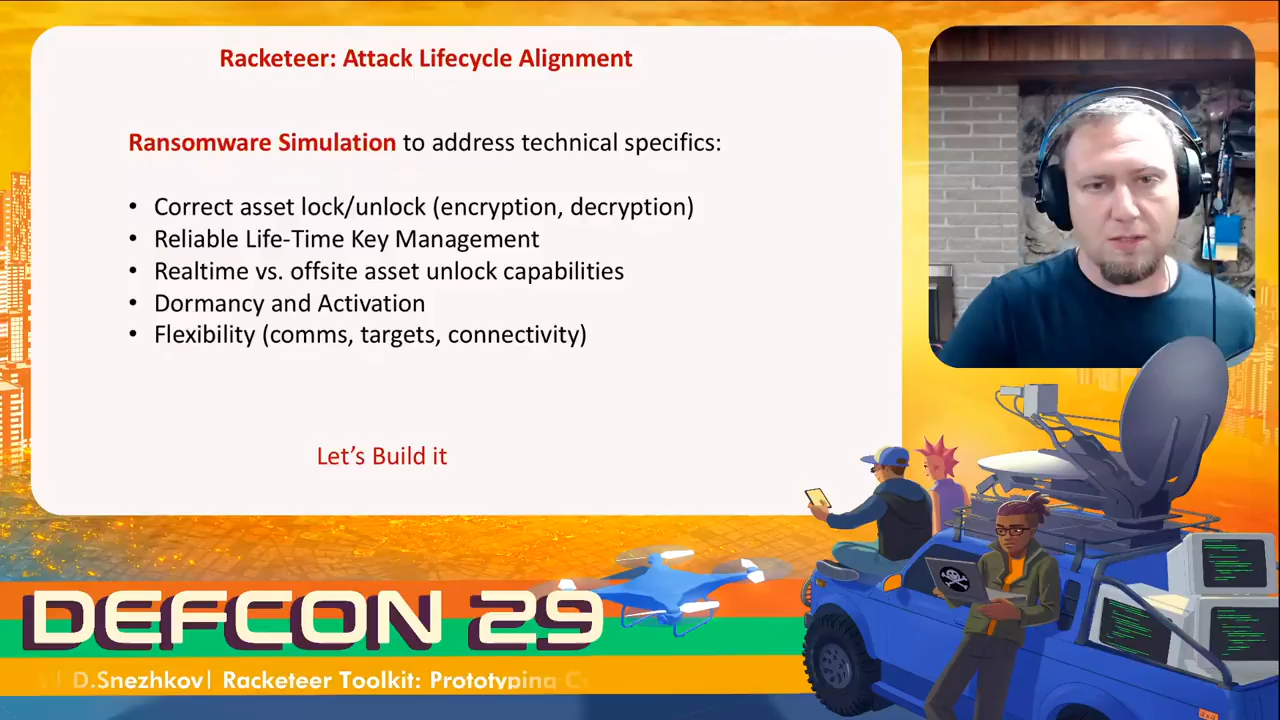 Racketeer: Attack Lifecycle Alignment
Ransomware Simulation to address technical specifics:
• Correct asset lock/unlock (encryption, decryption)
• Reliable Life-Time Key Management
• Realtime vs. offsite asset unlock capabilities
• Dormancy and Activation
• Flexibility (comms, targets, connectivity)
Let's Build it
DEFCON 29
| D.Snezhkov| Racketeer Toolkit: Prototyping C